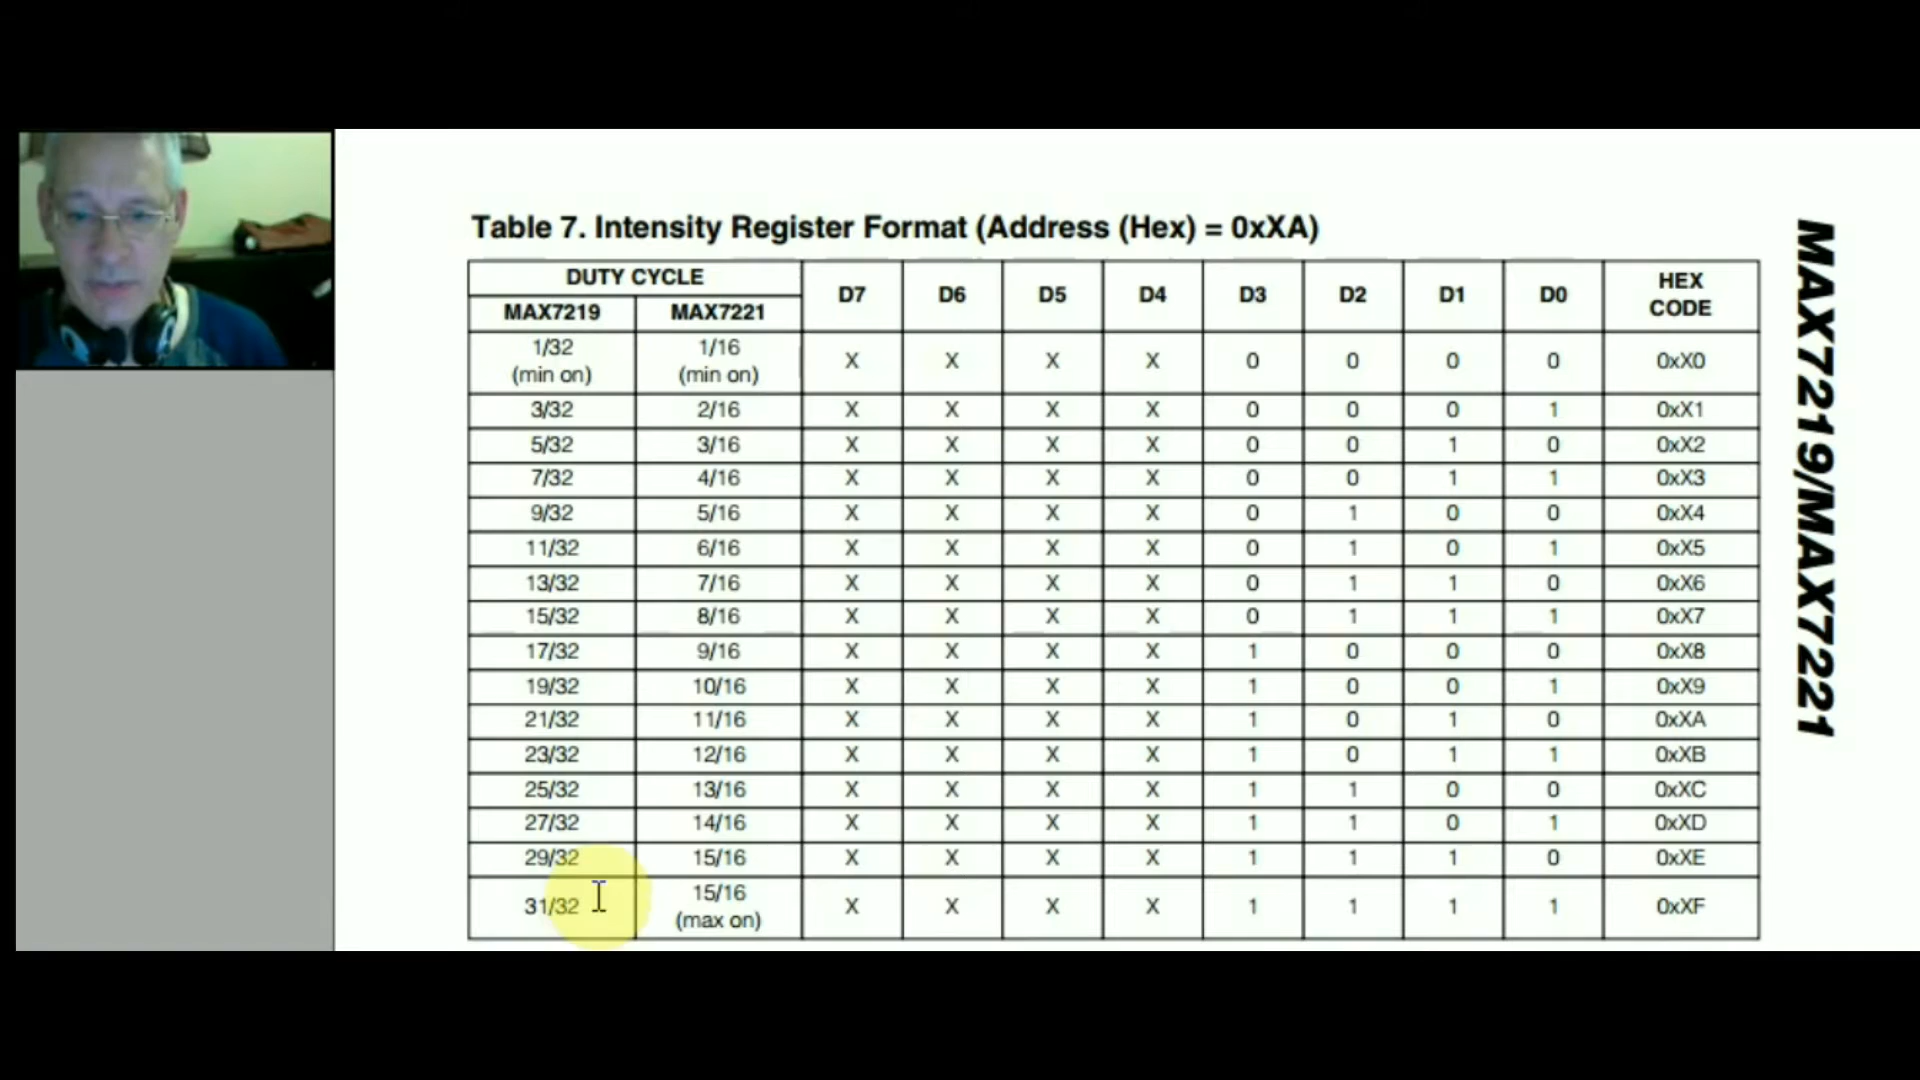 Table 7. Intensity Register Format (Address (Hex) = 0xXA)
DUTY CYCLE D7 D6 D5 D4 D3 D2 D1 D0 HEX CODE
MAX7219 MAX7221
1/32 (min on) 1/16 (min on) X X X X 0 0 0 0 0xX0
3/32 2/16 X X X X 0 0 0 1 0xX1
5/32 3/16 X X X X 0 0 1 0 0xX2
7/32 4/16 X X X X 0 0 1 1 0xX3
9/32 5/16 X X X X 0 1 0 0 0xX4
11/32 6/16 X X X X 0 1 0 1 0xX5
13/32 7/16 X X X X 0 1 1 0 0xX6
15/32 8/16 X X X X 0 1 1 1 0xX7
17/32 9/16 X X X X 1 0 0 0 0xX8
19/32 10/16 X X X X 1 0 0 1 0xX9
21/32 11/16 X X X X 1 0 1 0 0xXA
23/32 12/16 X X X X 1 0 1 1 0xXB
25/32 13/16 X X X X 1 1 0 0 0xXC
27/32 14/16 X X X X 1 1 0 1 0xXD
29/32 15/16 X X X X 1 1 1 0 0xXE
31/32 15/16 (max on) X X X X 1 1 1 1 0xXF
MAX7219/MAX7221